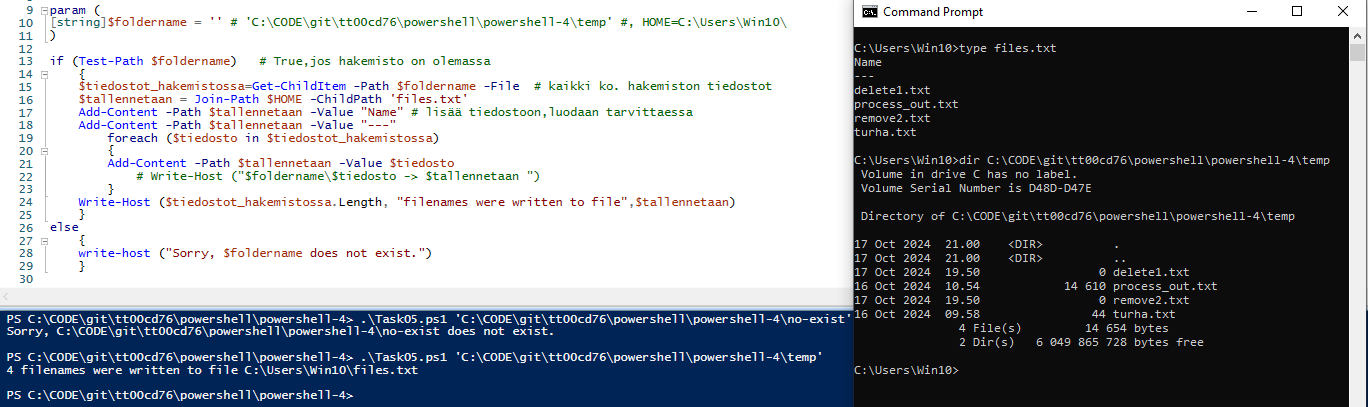 9 param (
10 [string]$foldername = '' # 'C:\CODE\git\tt00cd76\powershell\powershell-4\temp' #, HOME=C:\Users\Win10\
11 )
12
13 if (Test-Path $foldername)   # True,jos hakemisto on olemassa
14 {
15 $tiedostot_hakemistossa=Get-ChildItem -Path $foldername -File  # kaikki ko. hakemiston tiedostot
16 $tallennetaan = Join-Path $HOME -ChildPath 'files.txt'
17 Add-Content -Path $tallennetaan -Value "Name" # lisää tiedostoon,luodaan tarvittaessa
18 Add-Content -Path $tallennetaan -Value "---"
19 foreach ($tiedosto in $tiedostot_hakemistossa)
20 {
21 Add-Content -Path $tallennetaan -Value $tiedosto
22 # Write-Host ("$foldername\$tiedosto -> $tallennetaan ")
23 }
24 Write-Host ($tiedostot_hakemistossa.Length, "filenames were written to file",$tallennetaan)
25 }
26 else
27 {
28 write-host ("Sorry, $foldername does not exist.")
29 }
30
PS C:\CODE\git\tt00cd76\powershell\powershell-4> .\Task05.ps1 'C:\CODE\git\tt00cd76\powershell\powershell-4\no-exist'
Sorry, C:\CODE\git\tt00cd76\powershell\powershell-4\no-exist does not exist.
PS C:\CODE\git\tt00cd76\powershell\powershell-4> .\Task05.ps1 'C:\CODE\git\tt00cd76\powershell\powershell-4\temp'
4 filenames were written to file C:\Users\Win10\files.txt
PS C:\CODE\git\tt00cd76\powershell\powershell-4>
Command Prompt
C:\Users\Win10>type files.txt
Name
---
delete1.txt
process_out.txt
remove2.txt
turha.txt
C:\Users\Win10>dir C:\CODE\git\tt00cd76\powershell\powershell-4\temp
Volume in drive C has no label.
Volume Serial Number is D48D-D47E
Directory of C:\CODE\git\tt00cd76\powershell\powershell-4\temp
17 Oct 2024  21.00    <DIR>          .
17 Oct 2024  21.00    <DIR>          ..
17 Oct 2024  19.50                 0 delete1.txt
16 Oct 2024  10.54            14 610 process_out.txt
17 Oct 2024  19.50                 0 remove2.txt
16 Oct 2024  09.58                44 turha.txt
4 File(s)         14 654 bytes
2 Dir(s)   6 049 865 728 bytes free
C:\Users\Win10>